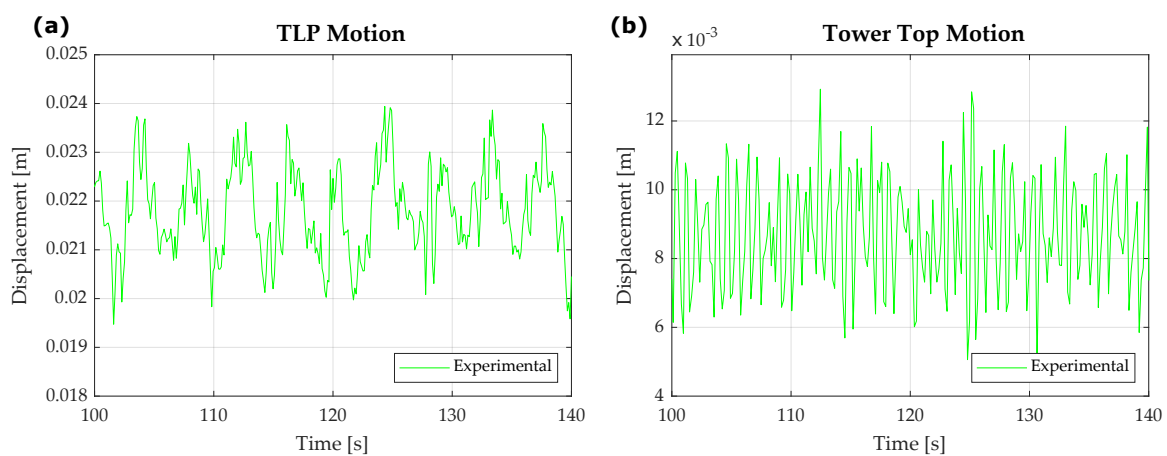 (a)
TLP Motion
0.025
0.024
0.023
0.022
0.021
0.02
0.019
0.018
Displacement [m]
Experimental
100 110 120 130 140
Time [s]
(b)
Tower Top Motion
× 10⁻³
12
10
8
6
4
Displacement [m]
Experimental
100 110 120 130 140
Time [s]